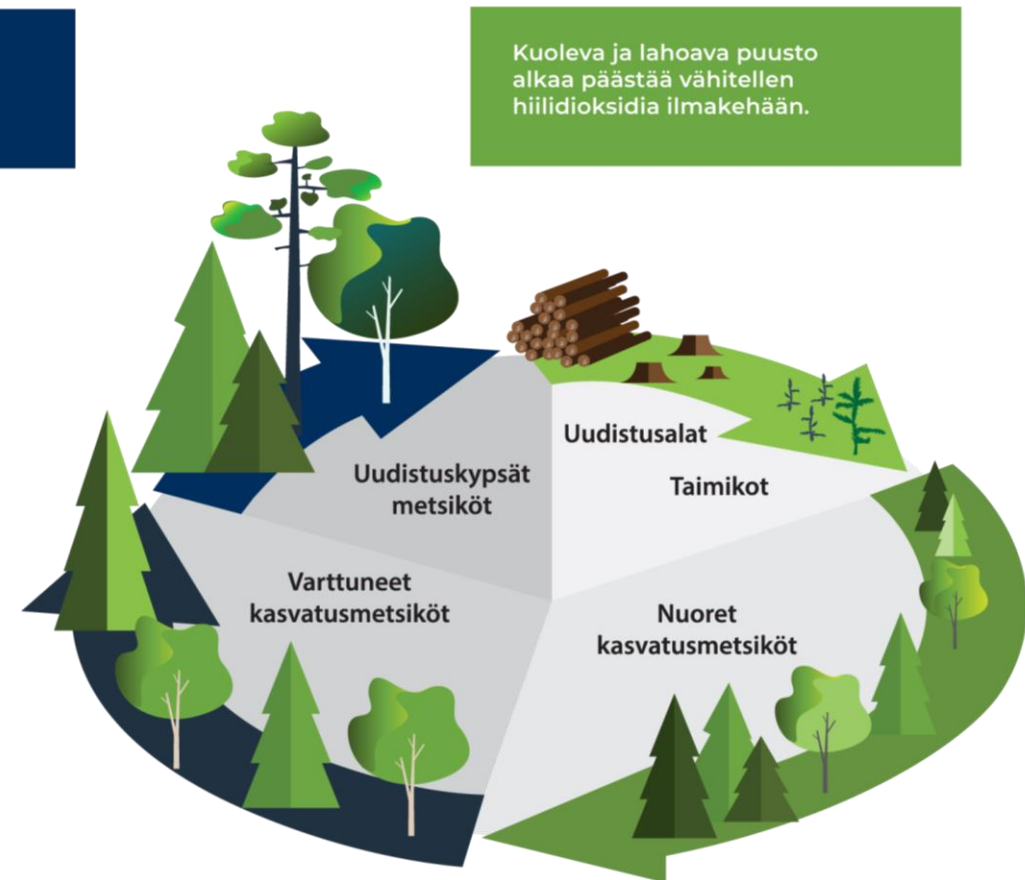 Kuoleva ja lahoava puusto
alkaa päästää vähitellen
hiilidioksidia ilmakehään.
Uudistusalat
Taimikot
Uudistuskypsät
metsiköt
Varttuneet
kasvatusmetsiköt
Nuoret
kasvatusmetsiköt